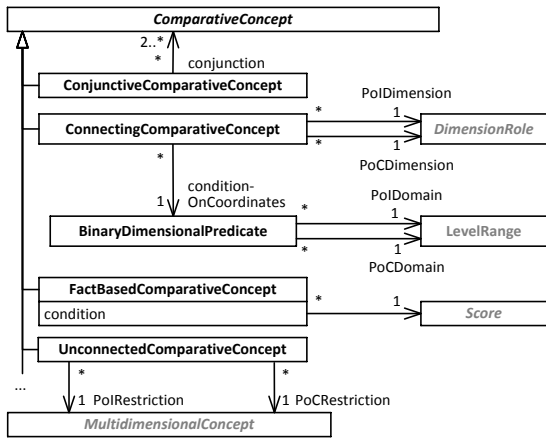 ComparativeConcept
2..*
*
conjunction
ConjunctiveComparativeConcept
PoIDimension
ConnectingComparativeConcept
*
1
DimensionRole
*
1
*
PoCDimension
condition-
OnCoordinates
PoIDomain
1
BinaryDimensionalPredicate
*
1
LevelRange
*
1
PoCDomain
FactBasedComparativeConcept
*
1
condition
Score
UnconnectedComparativeConcept
*
*
...
1 PoIRestriction
1 PoCRestriction
MultidimensionalConcept